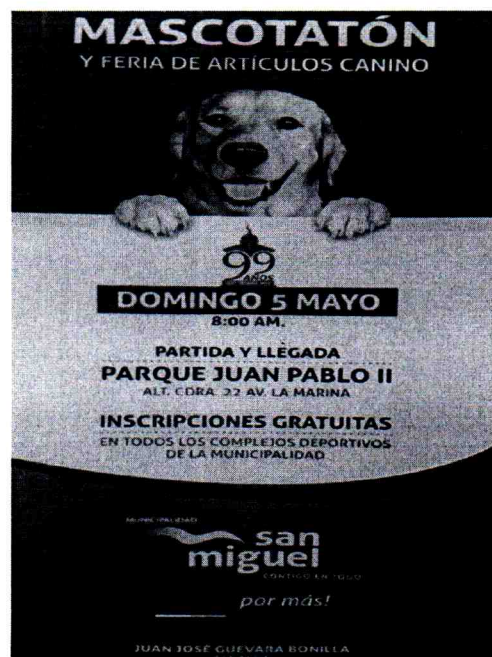 MASCOTATÓN
Y FERIA DE ARTÍCULOS CANINO
99
AÑOS
DOMINGO 5 MAYO
8:00 AM.
PARTIDA Y LLEGADA
PARQUE JUAN PABLO II
ALT. CDRA. 22 AV. LA MARINA
INSCRIPCIONES GRATUITAS
EN TODOS LOS COMPLEJOS DEPORTIVOS
DE LA MUNICIPALIDAD
MUNICIPALIDAD
san
miguel
CONTIGO EN TODO
por más!
JUAN JOSÉ GUEVARA BONILLA